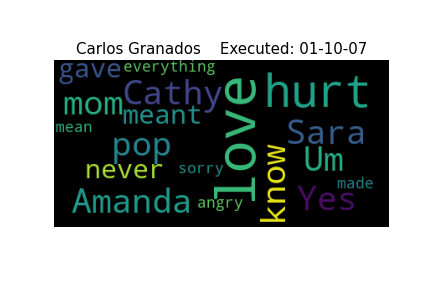 Carlos Granados    Executed: 01-10-07
gave everything
Cathy
love
hurt
mom
meant
mean
Sara
pop
Um
never
sorry
know
made
Amanda
angry
Yes